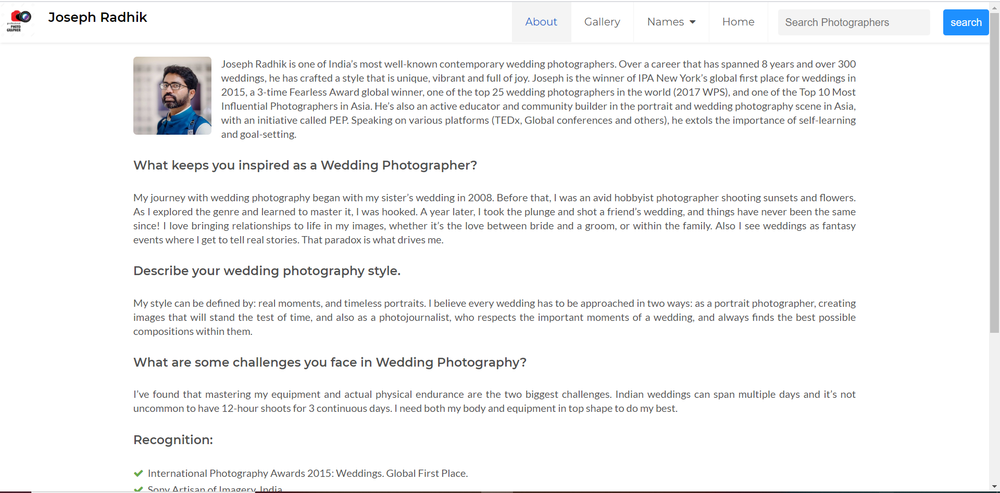 professional
PHOTO
GRAPHER
Joseph Radhik
About
Gallery
Names
Home
Search Photographers
search
Joseph Radhik is one of India’s most well-known contemporary wedding photographers. Over a career that has spanned 8 years and over 300
weddings, he has crafted a style that is unique, vibrant and full of joy. Joseph is the winner of IPA New York’s global first place for weddings in
2015, a 3-time Fearless Award global winner, one of the top 25 wedding photographers in the world (2017 WPS), and one of the Top 10 Most
Influential Photographers in Asia. He’s also an active educator and community builder in the portrait and wedding photography scene in Asia,
with an initiative called PEP. Speaking on various platforms (TEDx, Global conferences and others), he extols the importance of self-learning
and goal-setting.
What keeps you inspired as a Wedding Photographer?
My journey with wedding photography began with my sister’s wedding in 2008. Before that, I was an avid hobbyist photographer shooting sunsets and flowers.
As I explored the genre and learned to master it, I was hooked. A year later, I took the plunge and shot a friend’s wedding, and things have never been the same
since! I love bringing relationships to life in my images, whether it’s the love between bride and a groom, or within the family. Also I see weddings as fantasy
events where I get to tell real stories. That paradox is what drives me.
Describe your wedding photography style.
My style can be defined by: real moments, and timeless portraits. I believe every wedding has to be approached in two ways: as a portrait photographer, creating
images that will stand the test of time, and also as a photojournalist, who respects the important moments of a wedding, and always finds the best possible
compositions within them.
What are some challenges you face in Wedding Photography?
I’ve found that mastering my equipment and actual physical endurance are the two biggest challenges. Indian weddings can span multiple days and it’s not
uncommon to have 12-hour shoots for 3 continuous days. I need both my body and equipment in top shape to do my best.
Recognition:
International Photography Awards 2015: Weddings. Global First Place.
Sony Artisan of Imagery, India